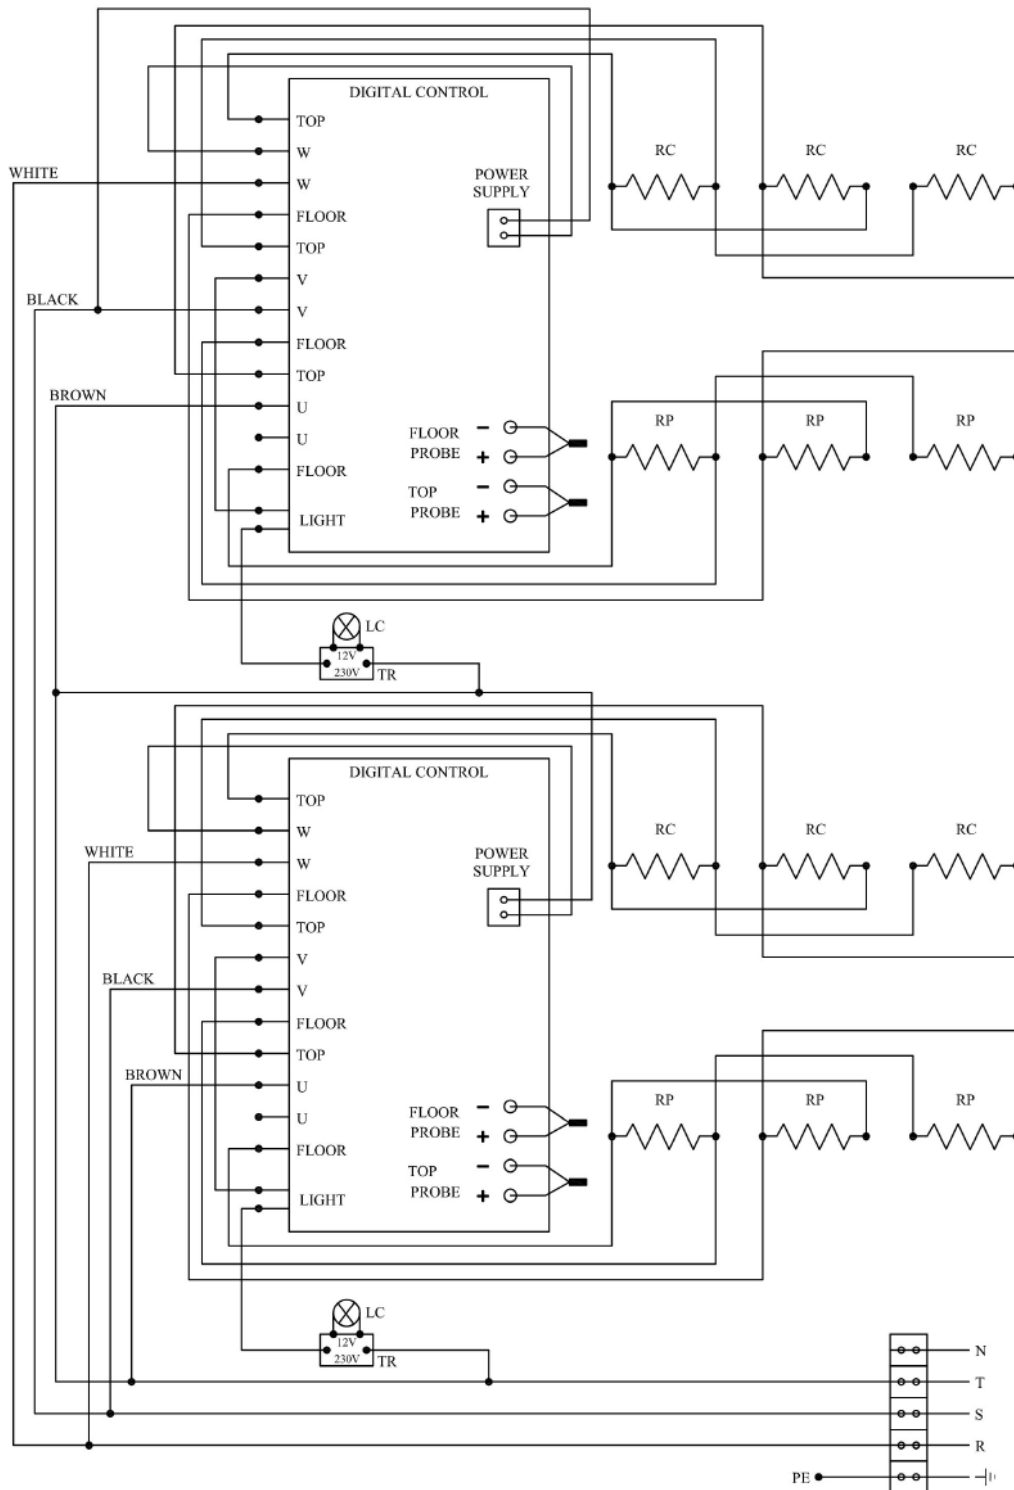 DIGITAL CONTROL
TOP
RC
RC
RC
W
WHITE
W
POWER
SUPPLY
FLOOR
TOP
V
BLACK
V
FLOOR
TOP
BROWN
U
FLOOR
PROBE
-
+
RP
RP
RP
U
FLOOR
TOP
PROBE
-
+
LIGHT
LC
12V
230V
TR
DIGITAL CONTROL
TOP
RC
RC
RC
W
WHITE
W
POWER
SUPPLY
FLOOR
TOP
V
BLACK
V
FLOOR
TOP
BROWN
U
FLOOR
PROBE
-
+
RP
RP
RP
U
FLOOR
TOP
PROBE
-
+
LIGHT
LC
12V
230V
TR
N
T
S
R
PE